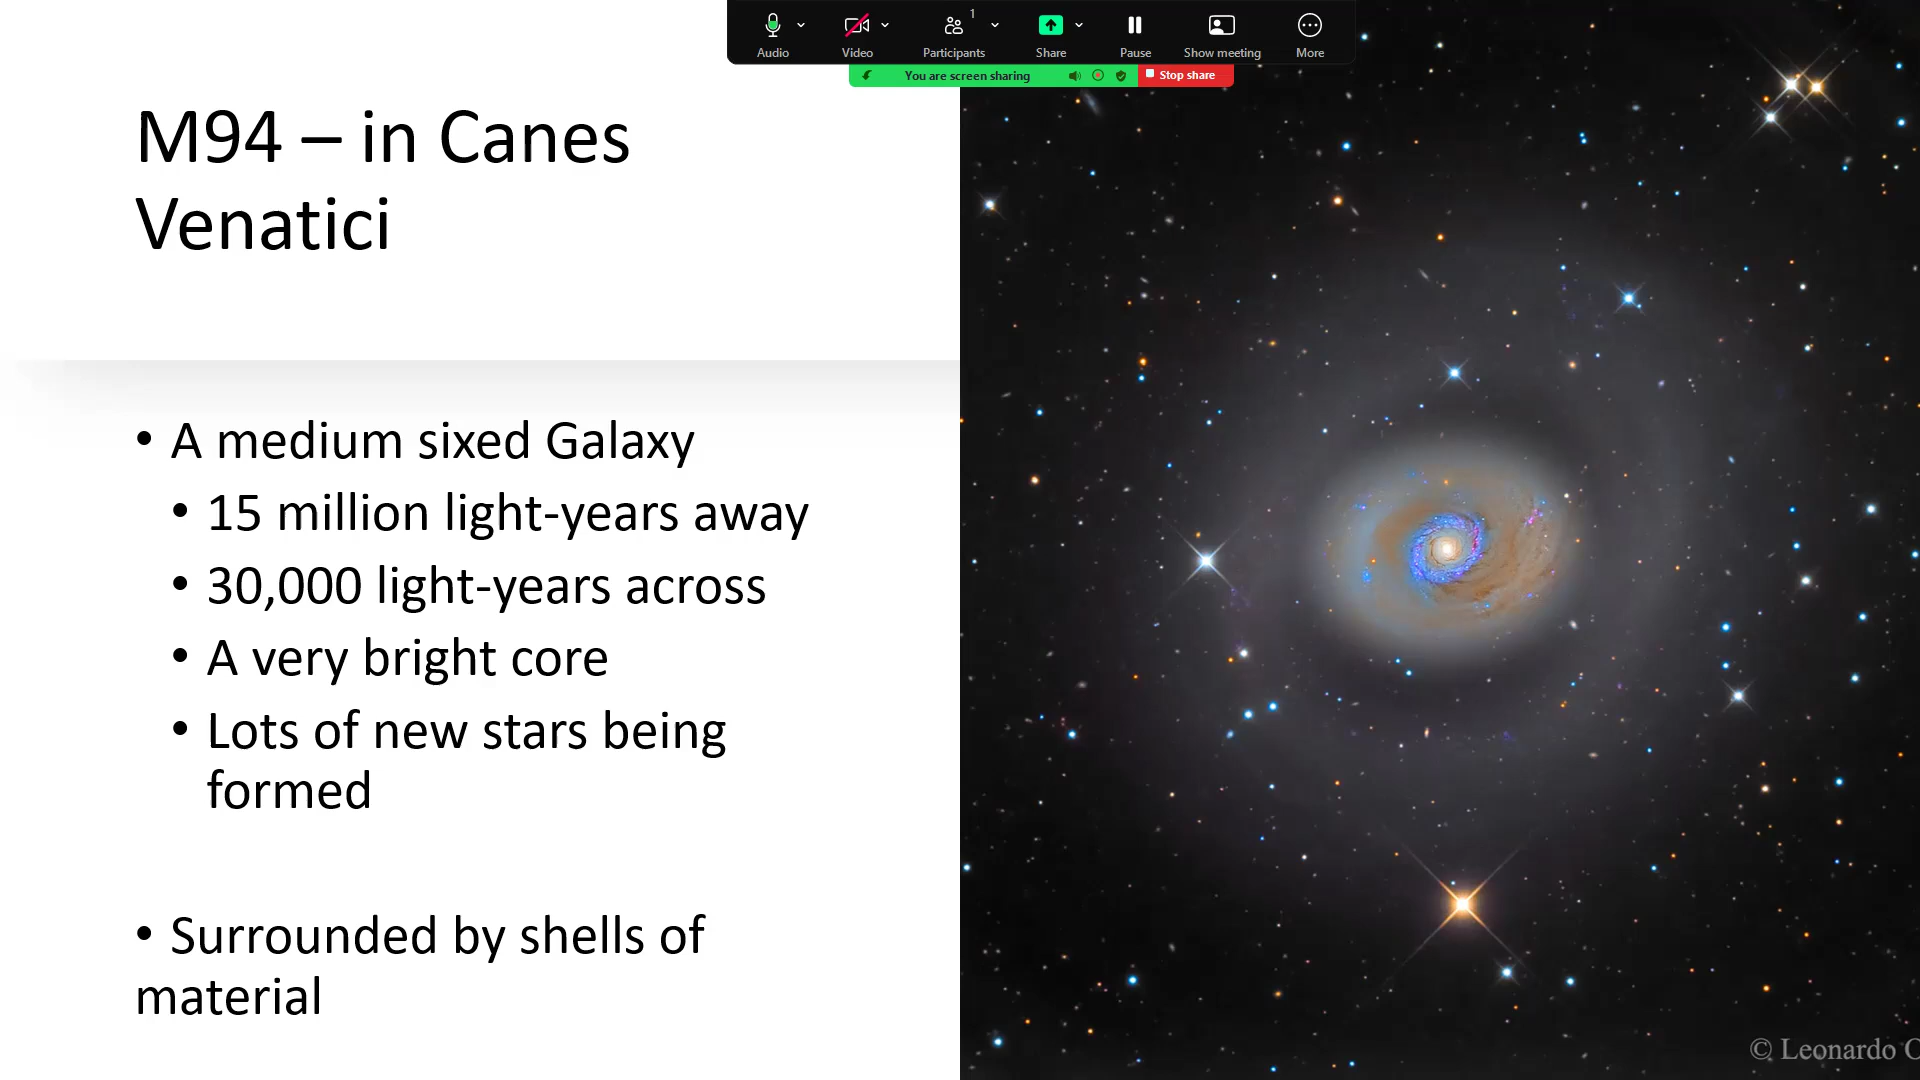 1
Audio
Video
Participants
Share
Pause
Show meeting
More
You are screen sharing
Stop share
M94 – in Canes
Venatici
• A medium sixed Galaxy
• 15 million light-years away
• 30,000 light-years across
• A very bright core
• Lots of new stars being
formed
• Surrounded by shells of
material
© Leonardo